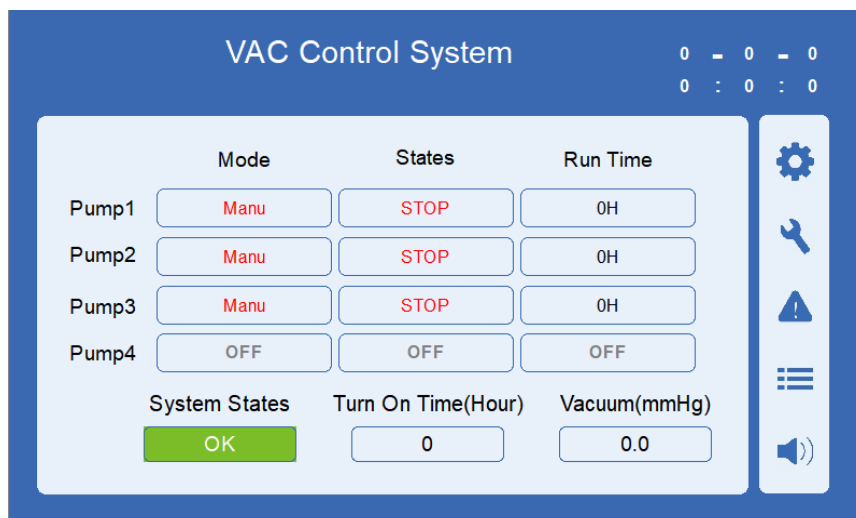 VAC Control System
0 - 0 - 0
0 : 0 : 0
Mode States Run Time
Pump1 Manu STOP 0H
Pump2 Manu STOP 0H
Pump3 Manu STOP 0H
Pump4 OFF OFF OFF
System States Turn On Time(Hour) Vacuum(mmHg)
OK 0 0.0